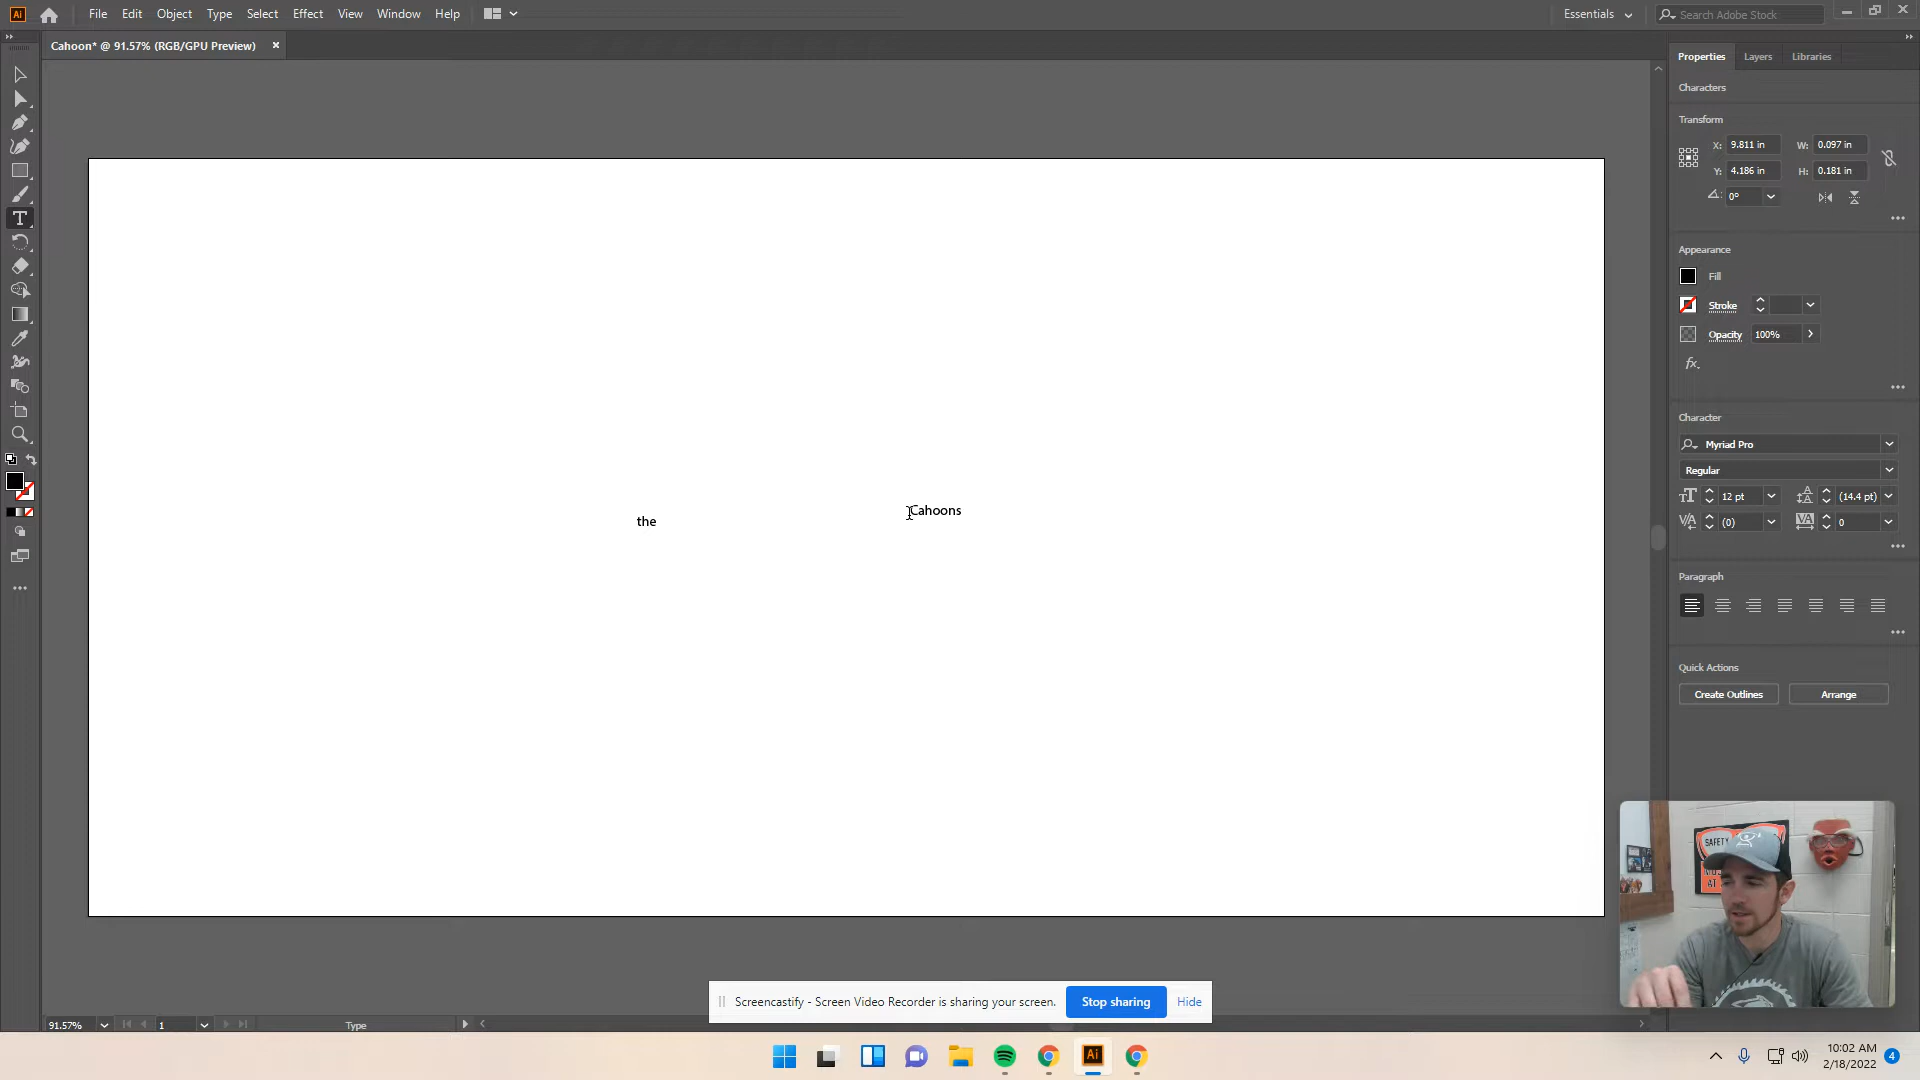 Ai File Edit Object Type Select Effect View Window Help Essentials Search Adobe Stock
Cahoon* @ 91.57% (RGB/GPU Preview) ×
Properties Layers Libraries
Characters
Transform
X: 9.811 in W: 0.097 in
Y: 4.186 in H: 0.181 in
0°
Appearance
Fill
Stroke
Opacity 100%
fx.
Character
Myriad Pro
Regular
12 pt (14.4 pt)
(0) 0
the
Cahoons
Paragraph
Quick Actions
Create Outlines Arrange
SAFETY
Screencastify - Screen Video Recorder is sharing your screen. Stop sharing Hide
91.57% 1 Type
Ai
10:02 AM
2/18/2022 4